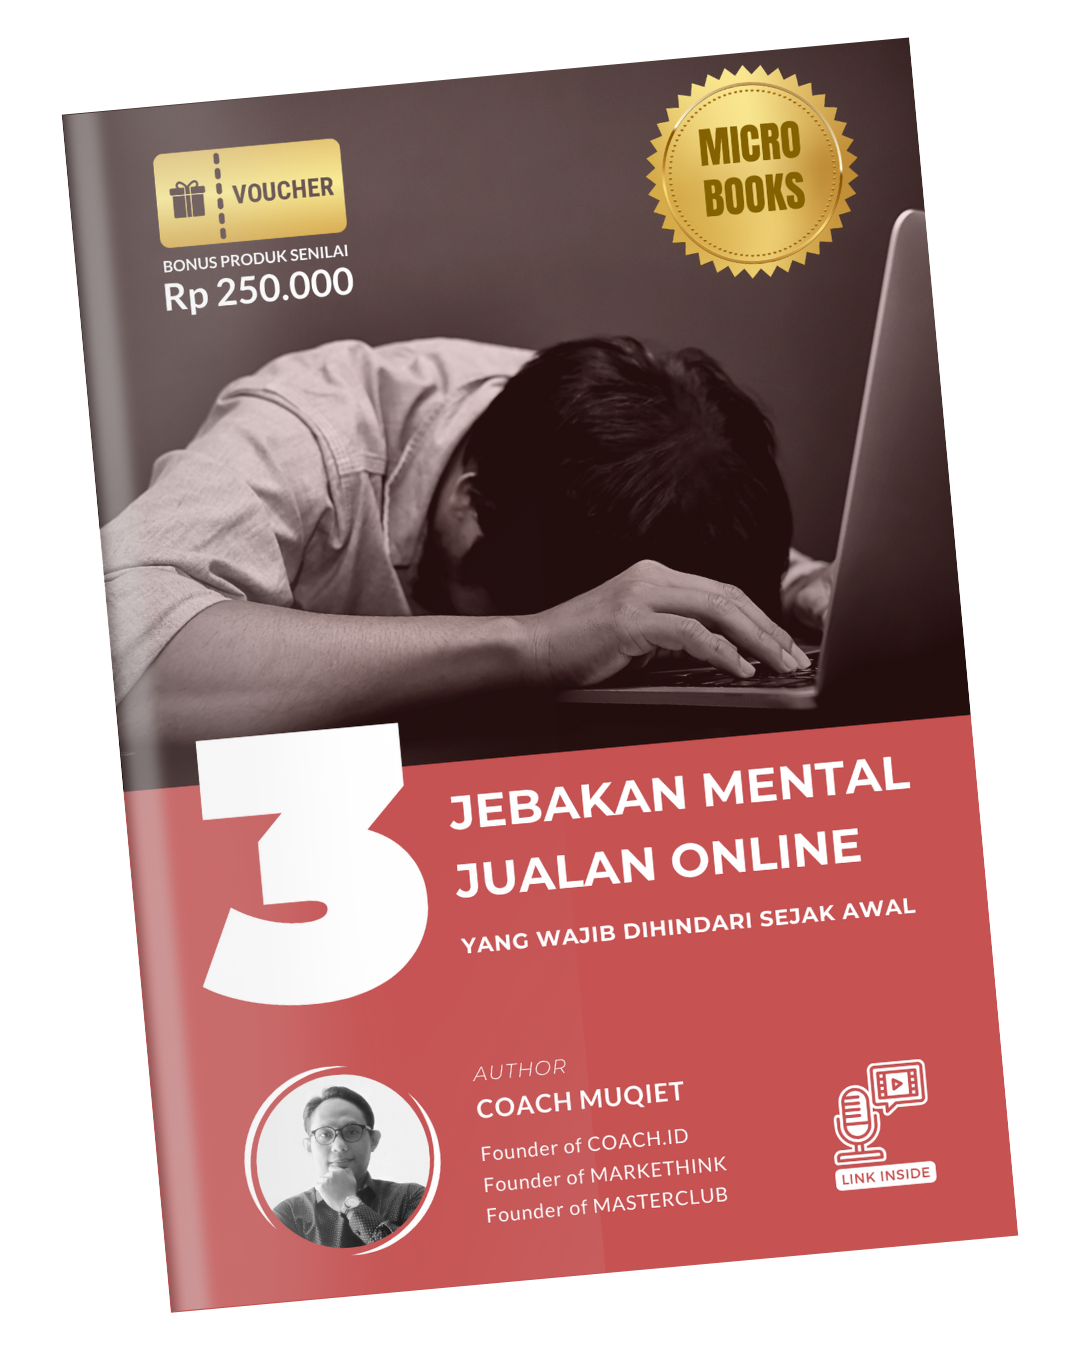 VOUCHER
BONUS PRODUK SENILAI
Rp 250.000
MICRO
BOOKS
3
JEBAKAN MENTAL
JUALAN ONLINE
YANG WAJIB DIHINDARI SEJAK AWAL
AUTHOR
COACH MUQIET
Founder of COACH.ID
Founder of MARKETHINK
Founder of MASTERCLUB
LINK INSIDE